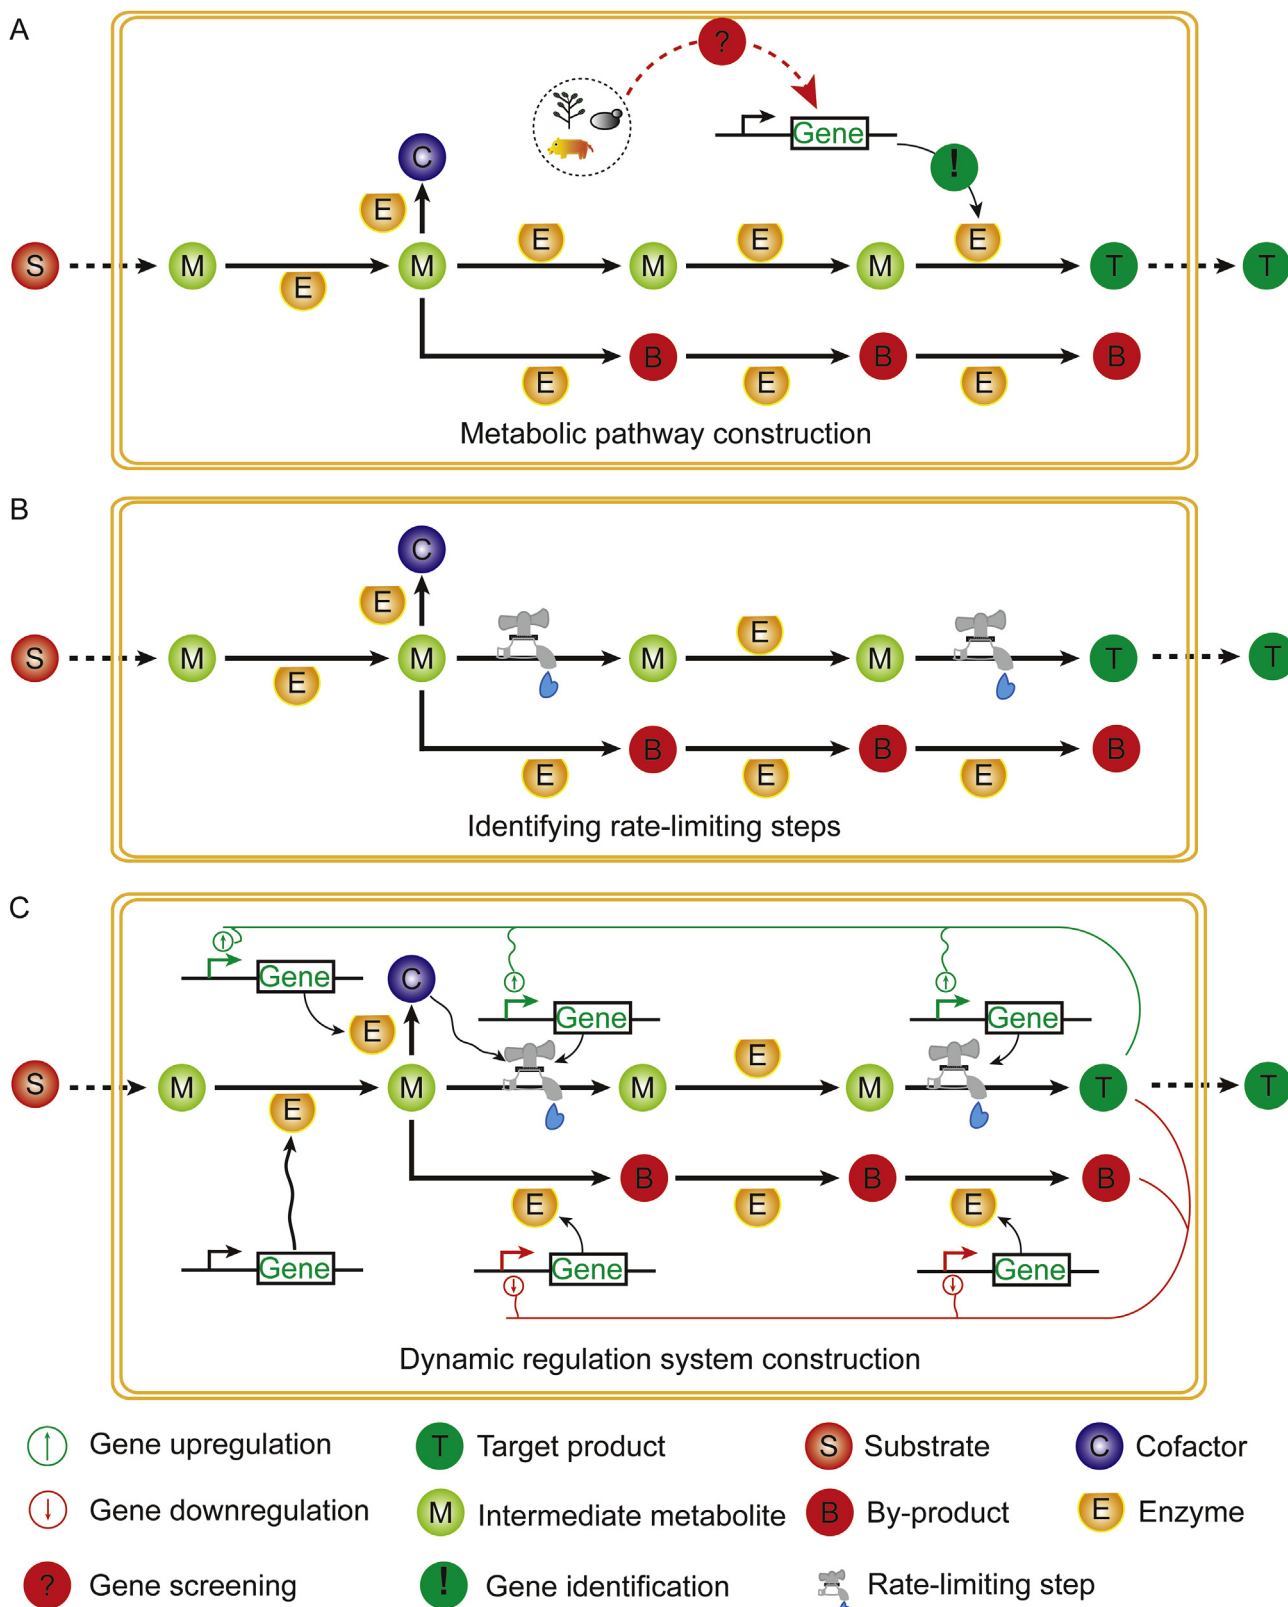 A
?
Gene
C
!
E
E
E
E
S
M
M
M
M
T
T
E
B
B
B
E
E
E
Metabolic pathway construction
B
C
E
E
S
M
M
M
M
T
T
E
B
B
B
E
E
E
Identifying rate-limiting steps
C
Gene
C
Gene
Gene
E
E
S
M
M
M
M
T
T
E
B
B
B
E
E
E
Gene
Gene
Gene
Dynamic regulation system construction
Gene upregulation
T Target product
S Substrate
C Cofactor
Gene downregulation
M Intermediate metabolite
B By-product
E Enzyme
? Gene screening
! Gene identification
Rate-limiting step